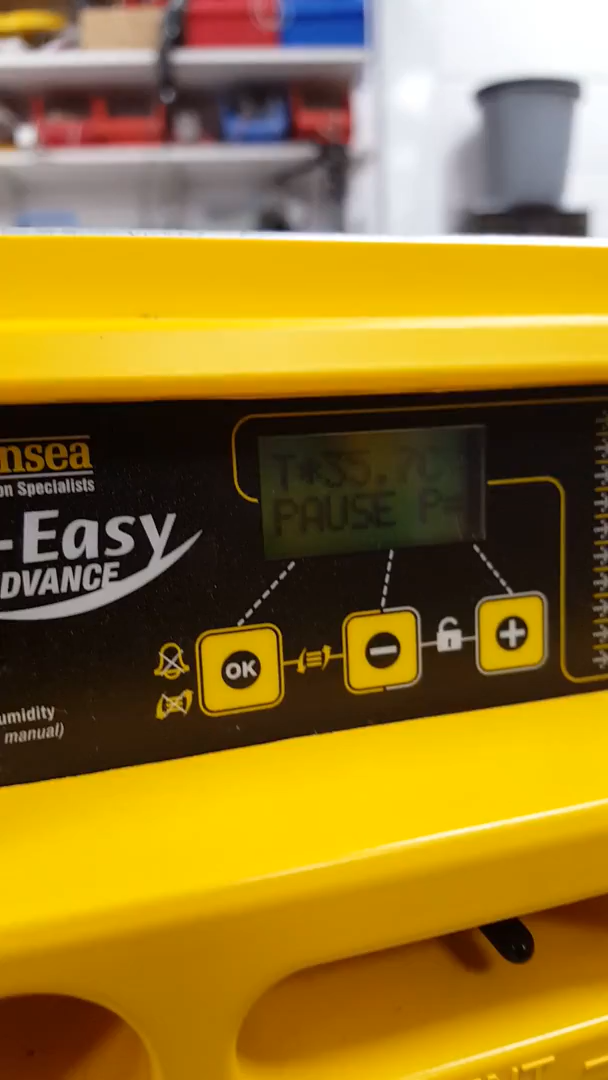 nsea
on Specialists
-Easy
DVANCE
T*35.7C
PAUSE P=
OK
umidity
manual)